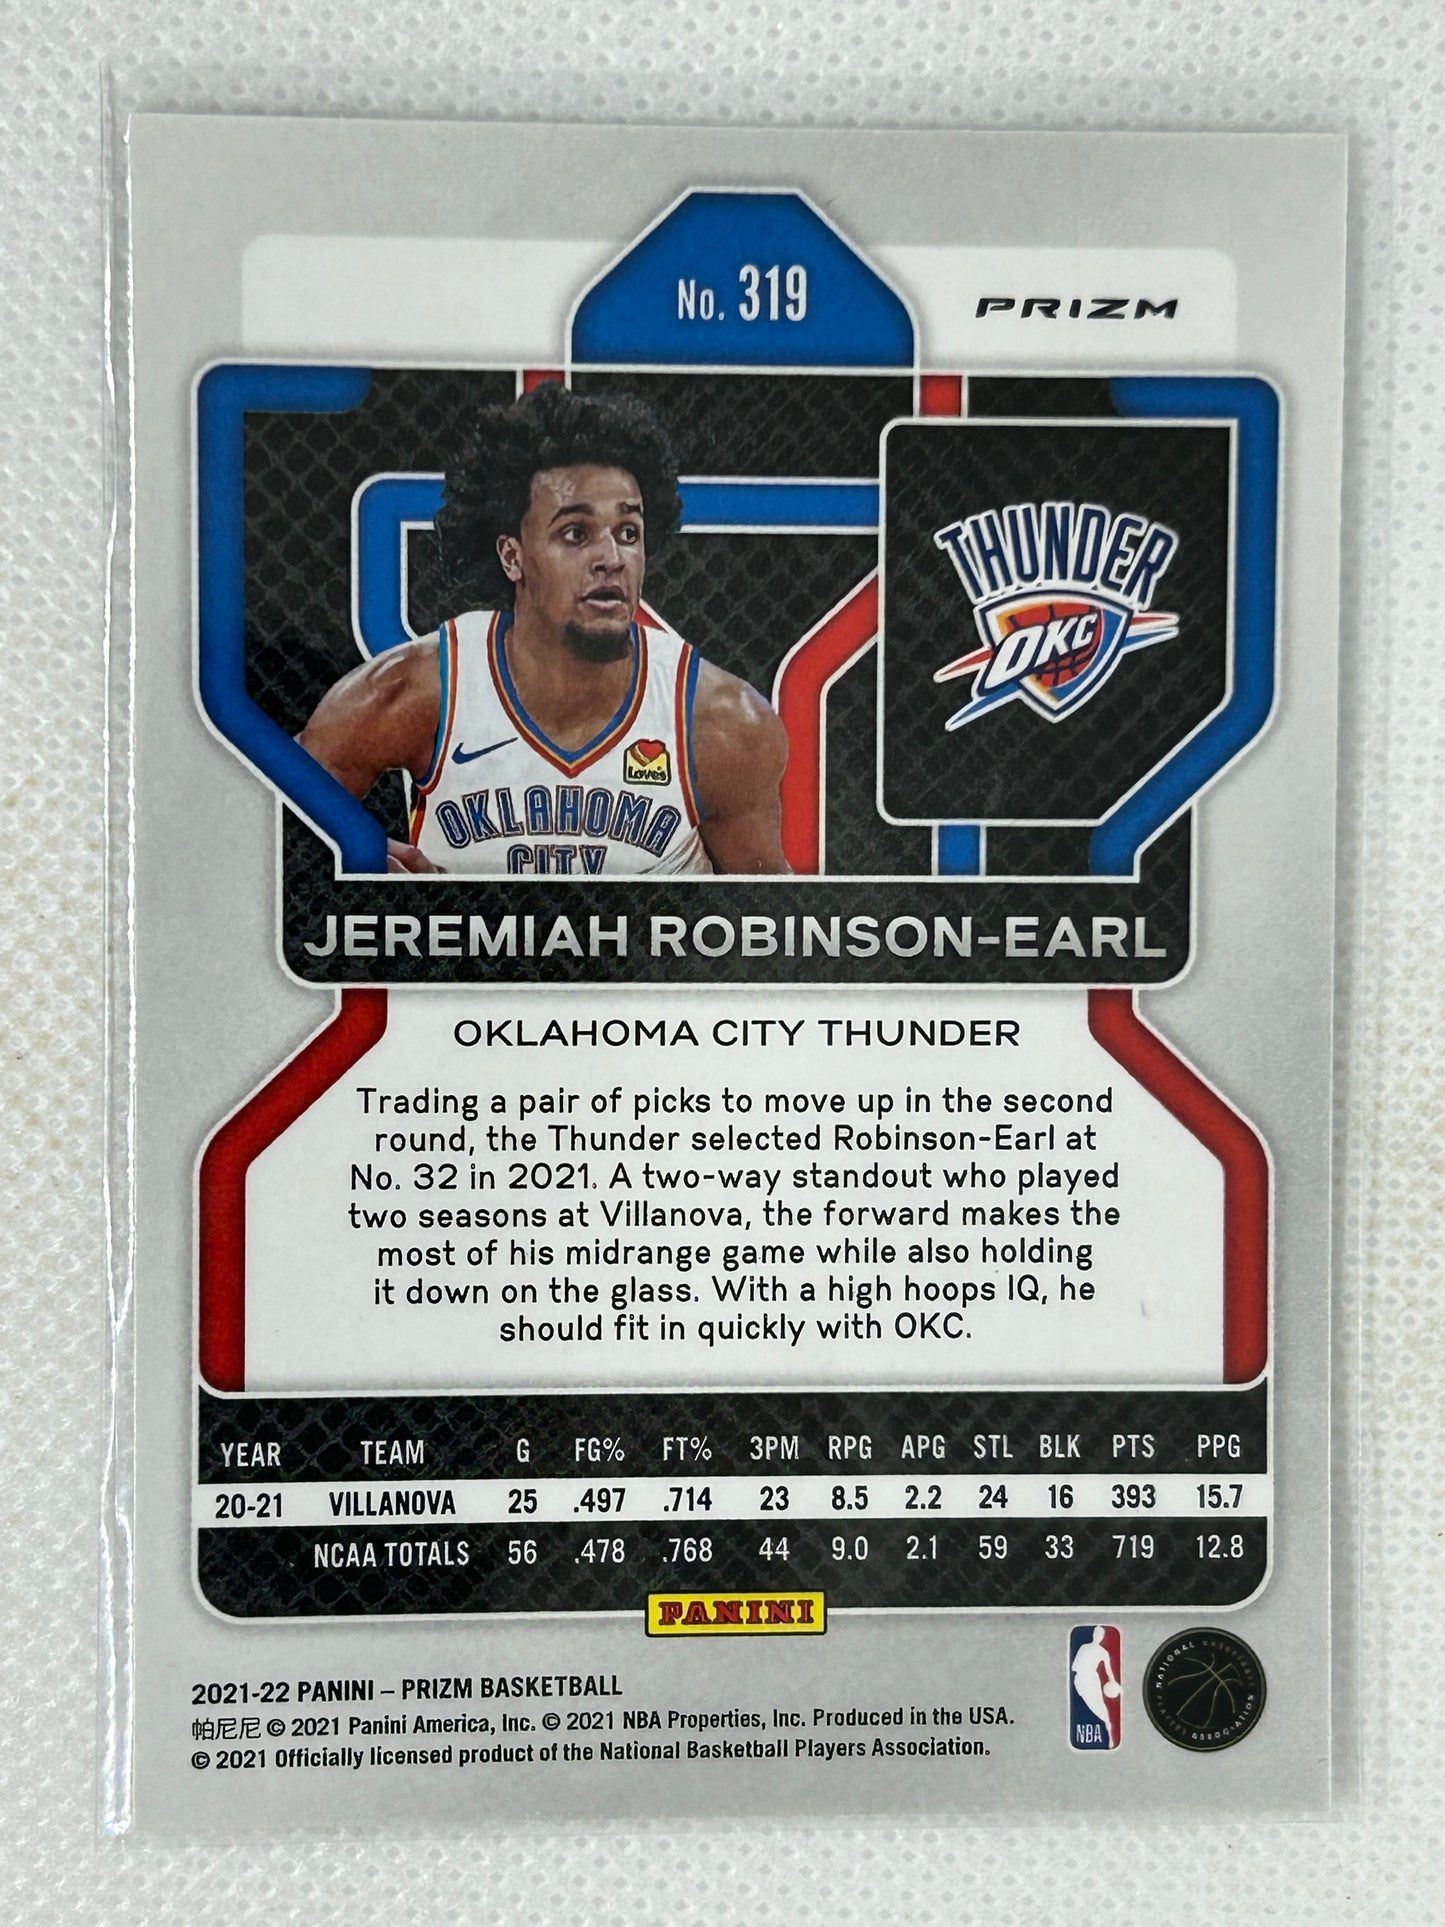 No. 319
PRIZM
THUNDER
OKC
Love's
OKLAHOMA
CITY
JEREMIAH ROBINSON-EARL
OKLAHOMA CITY THUNDER
Trading a pair of picks to move up in the second
round, the Thunder selected Robinson-Earl at
No. 32 in 2021. A two-way standout who played
two seasons at Villanova, the forward makes the
most of his midrange game while also holding
it down on the glass. With a high hoops IQ, he
should fit in quickly with OKC.
YEAR TEAM G FG% FT% 3PM RPG APG STL BLK PTS PPG
20-21 VILLANOVA 25 .497 .714 23 8.5 2.2 24 16 393 15.7
NCAA TOTALS 56 .478 .768 44 9.0 2.1 59 33 719 12.8
PANINI
2021-22 PANINI – PRIZM BASKETBALL
帕尼尼 © 2021 Panini America, Inc. © 2021 NBA Properties, Inc. Produced in the USA.
© 2021 Officially licensed product of the National Basketball Players Association.
NBA
NATIONAL BASKETBALL
PLAYERS ASSOCIATION